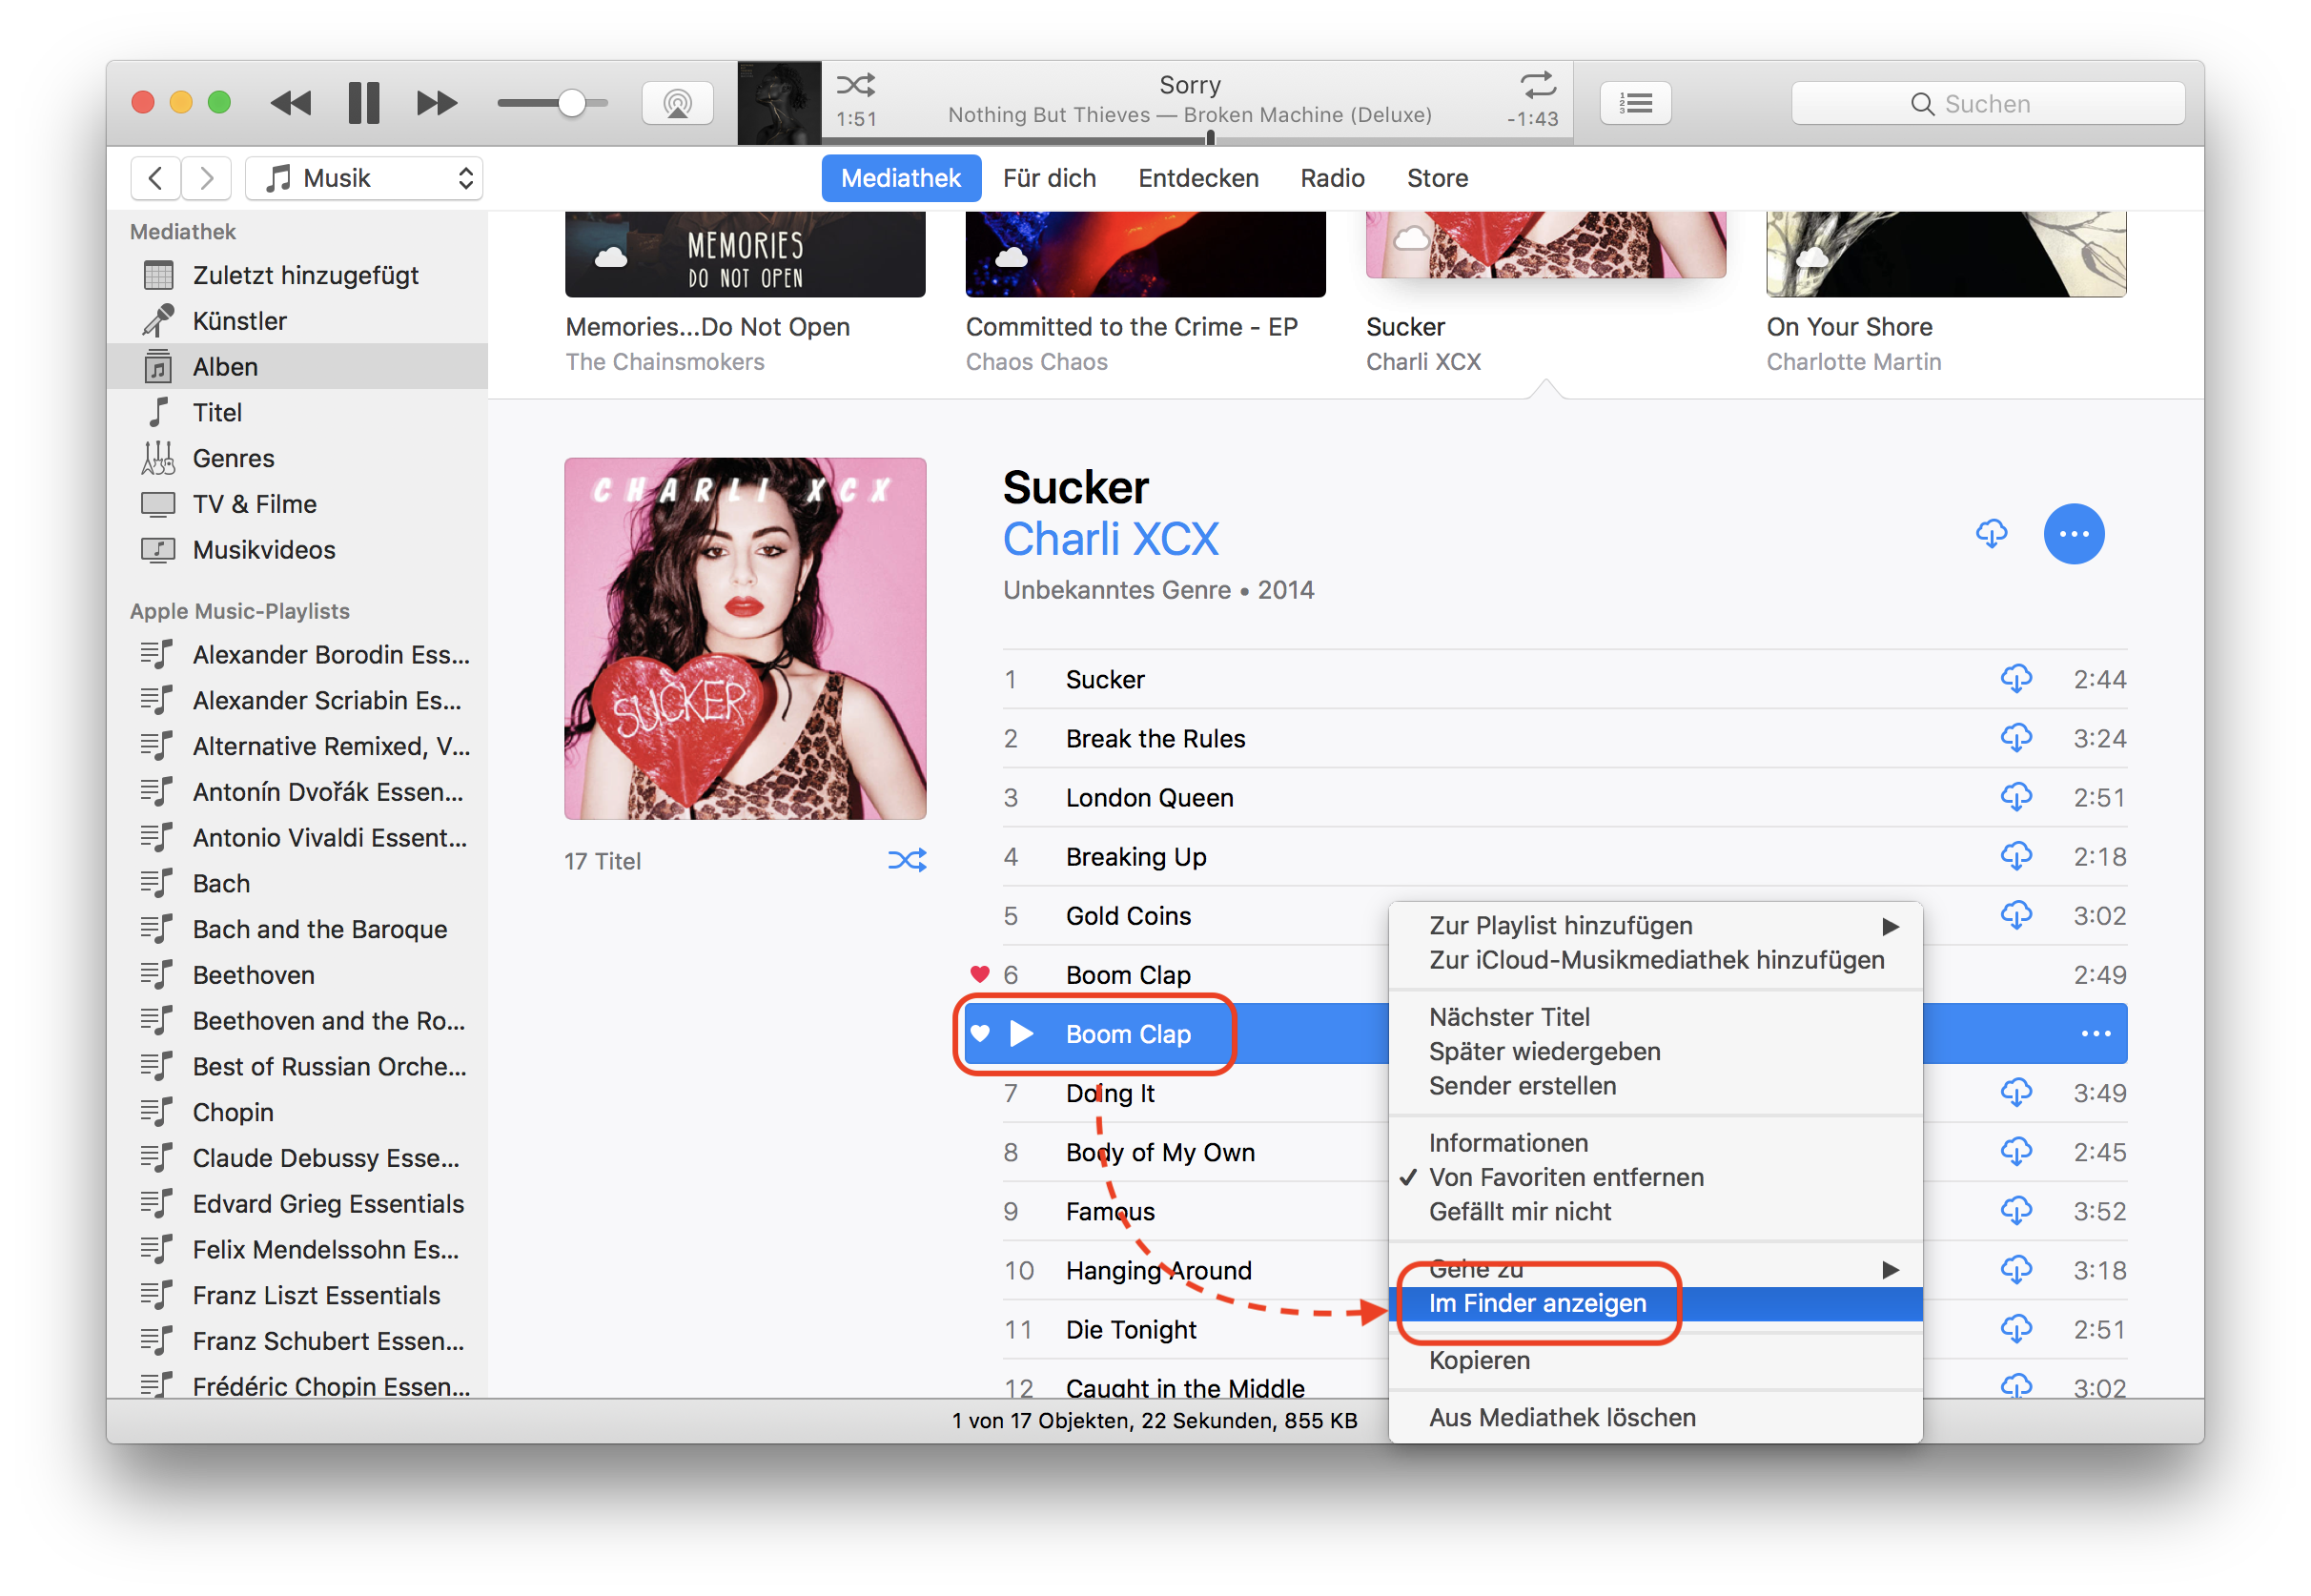 Sorry
1:51
Nothing But Thieves — Broken Machine (Deluxe)
-1:43
Suchen
Musik
Mediathek
Für dich
Entdecken
Radio
Store
Mediathek
Zuletzt hinzugefügt
Künstler
Alben
Titel
Genres
TV & Filme
Musikvideos
Apple Music-Playlists
Alexander Borodin Ess...
Alexander Scriabin Es...
Alternative Remixed, V...
Antonín Dvořák Essen...
Antonio Vivaldi Essent...
Bach
Bach and the Baroque
Beethoven
Beethoven and the Ro...
Best of Russian Orche...
Chopin
Claude Debussy Esse...
Edvard Grieg Essentials
Felix Mendelssohn Es...
Franz Liszt Essentials
Franz Schubert Essen...
Frédéric Chopin Essen...
MEMORIES
DO NOT OPEN
Memories...Do Not Open
The Chainsmokers
Committed to the Crime - EP
Chaos Chaos
Sucker
Charli XCX
On Your Shore
Charlotte Martin
CHARLI XCX
SUCKER
17 Titel
Sucker
Charli XCX
Unbekanntes Genre • 2014
1 Sucker 2:44
2 Break the Rules 3:24
3 London Queen 2:51
4 Breaking Up 2:18
5 Gold Coins 3:02
6 Boom Clap 2:49
Boom Clap
7 Doing It 3:49
8 Body of My Own 2:45
9 Famous 3:52
10 Hanging Around 3:18
11 Die Tonight 2:51
12 Caught in the Middle 3:02
Zur Playlist hinzufügen
Zur iCloud-Musikmediathek hinzufügen
Nächster Titel
Später wiedergeben
Sender erstellen
Informationen
✓ Von Favoriten entfernen
Gefällt mir nicht
Gehe zu
Im Finder anzeigen
Kopieren
Aus Mediathek löschen
1 von 17 Objekten, 22 Sekunden, 855 KB